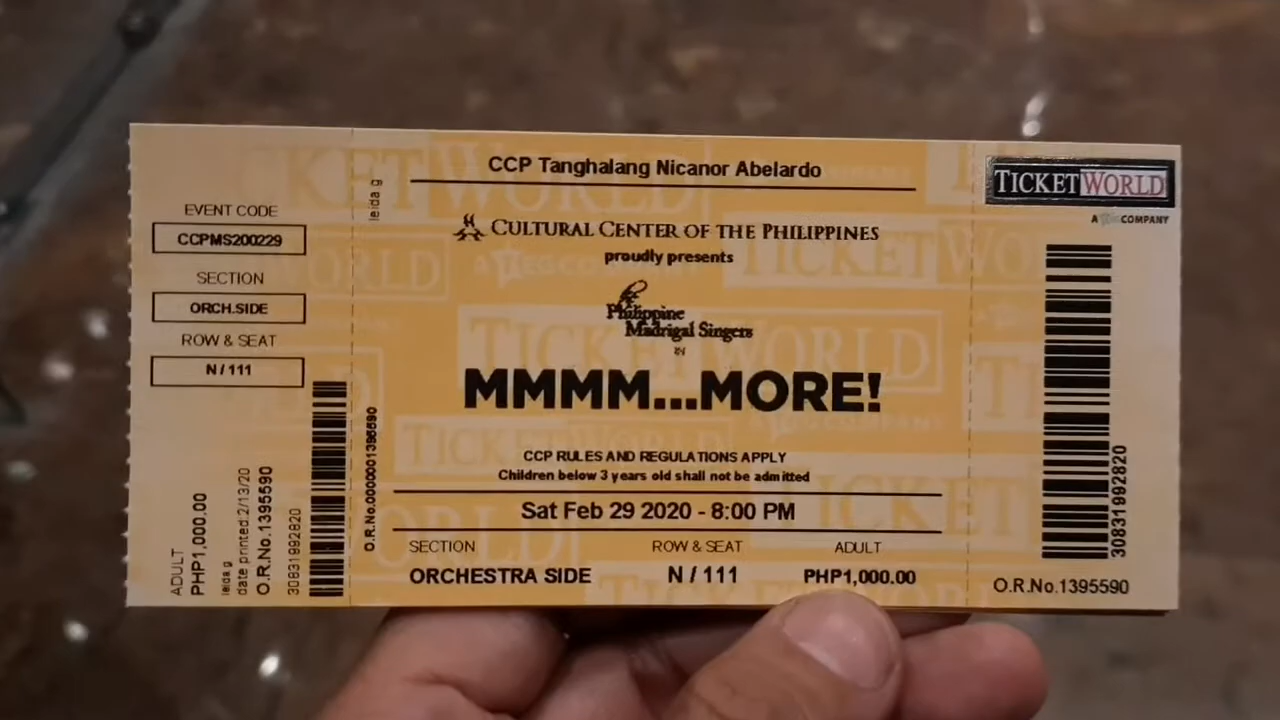 EVENT CODE
CCPMS200229
SECTION
ORCH.SIDE
ROW & SEAT
N / 111
ADULT
PHP1,000.00
leida g
date printed:2/13/20
O.R.No.1395590
30831992820
leida g
O.R.No.0000001395590
CCP Tanghalang Nicanor Abelardo
CULTURAL CENTER OF THE PHILIPPINES
proudly presents
Philippine
Madrigal Singers
in
MMMM...MORE!
CCP RULES AND REGULATIONS APPLY
Children below 3 years old shall not be admitted
Sat Feb 29 2020 - 8:00 PM
SECTION
ROW & SEAT
ADULT
ORCHESTRA SIDE
N / 111
PHP1,000.00
TICKETWORLD
COMPANY
30831992820
O.R.No.1395590